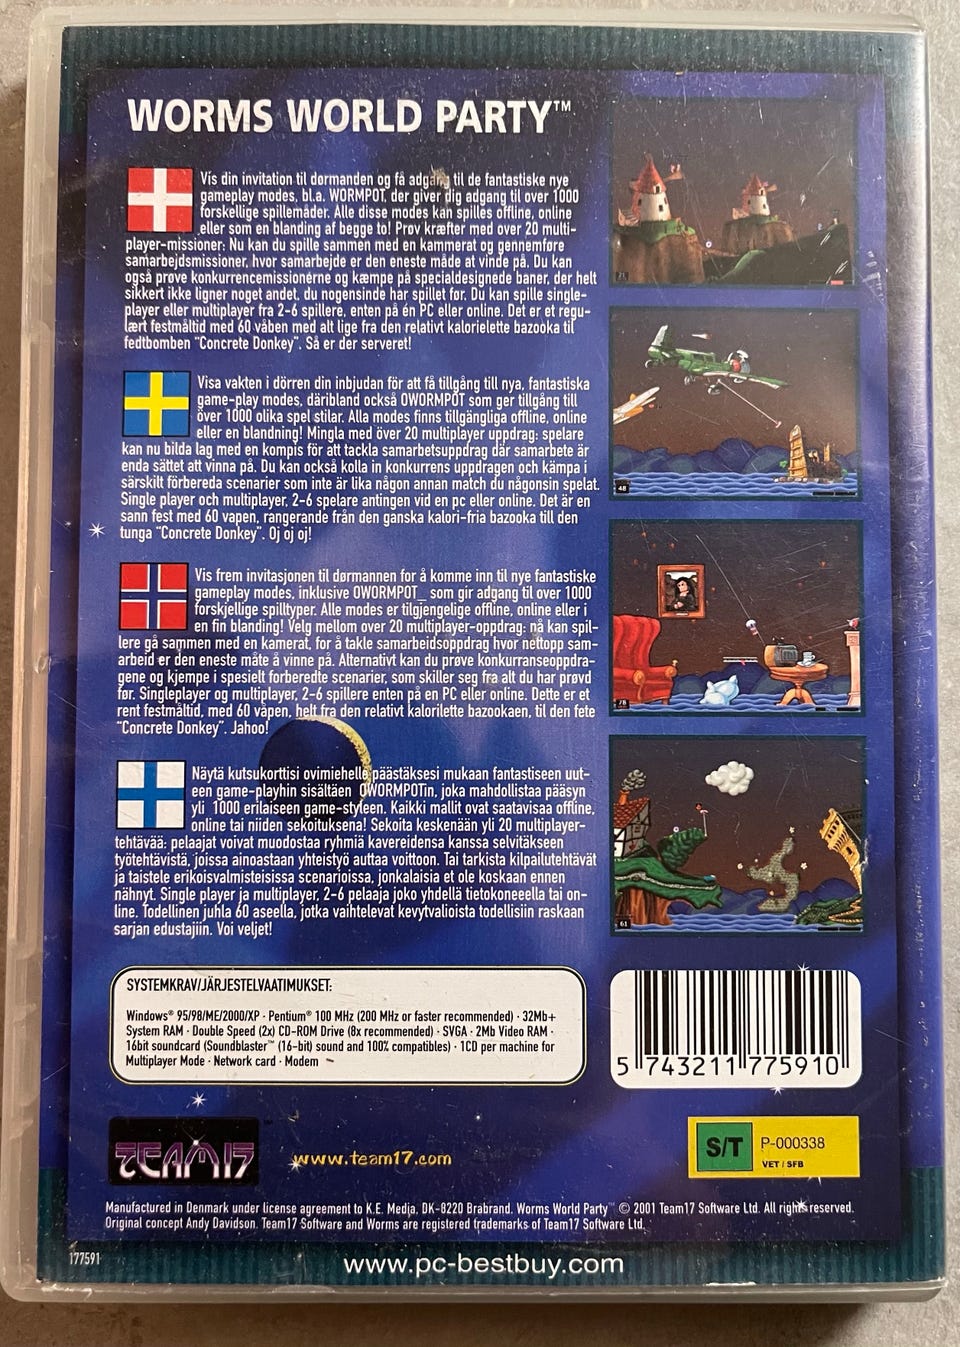 WORMS WORLD PARTY™
Vis din invitation til dørmanden og få adgang til de fantastiske nye
gameplay modes, bl.a. WORMPOT, der giver dig adgang til over 1000
forskellige spillemåder. Alle disse modes kan spilles offline, online
eller som en blanding af begge to! Prøv kræfter med over 20 multi-
player-missioner: Nu kan du spille sammen med en kammerat og gennemføre
samarbejdsmissioner, hvor samarbejde er den eneste måde at vinde på. Du kan
også prøve konkurrencemissionerne og kæmpe på specialdesignede baner, der helt
sikkert ikke ligner noget andet, du nogensinde har spillet før. Du kan spille single-
player eller multiplayer fra 2-6 spillere, enten på én PC eller online. Det er et regu-
lært festmåltid med 60 våben med alt lige fra den relativt kalorielette bazooka til
fedtbomben "Concrete Donkey". Så er der serveret!
Visa vakten i dörren din inbjudan för att få tillgång till nya, fantastiska
game-play modes, däribland också OWORMPOT som ger tillgång till
över 1000 olika spel stilar. Alla modes finns tillgängliga offline, online
eller en blandning! Mingla med över 20 multiplayer uppdrag: spelare
kan nu bilda lag med en kompis för att tackla samarbetsuppdrag där samarbete är
enda sättet att vinna på. Du kan också kolla in konkurrens uppdragen och kämpa i
särskilt förbereda scenarier som inte är lika någon annan match du någonsin spelat.
Single player och multiplayer, 2-6 spelare antingen vid en pc eller online. Det är en
sann fest med 60 vapen, rangerande från den ganska kalori-fria bazooka till den
tunga "Concrete Donkey". Oj oj oj!
Vis frem invitasjonen til dørmannen for å komme inn til nye fantastiske
gameplay modes, inklusive OWORMPOT_ som gir adgang til over 1000
forskjellige spilltyper. Alle modes er tilgjengelige offline, online eller i
en fin blanding! Velg mellom over 20 multiplayer-oppdrag: nå kan spil-
lere gå sammen med en kamerat, for å takle samarbeidsoppdrag hvor nettopp sam-
arbeid er den eneste måte å vinne på. Alternativt kan du prøve konkurranseoppdra-
gene og kjempe i spesielt forberedte scenarier, som skiller seg fra alt du har prøvd
før. Singleplayer og multiplayer, 2-6 spillere enten på en PC eller online. Dette er et
rent festmåltid, med 60 våpen, helt fra den relativt kalorilette bazookaen, til den fete
"Concrete Donkey". Jahoo!
Näytä kutsukorttisi ovimiehelle päästäksesi mukaan fantastiseen uut-
een game-playhin sisältäen OWORMPOTin, joka mahdollistaa pääsyn
yli 1000 erilaiseen game-styleen. Kaikki mallit ovat saatavisaa offline,
online tai niiden sekoituksena! Sekoita keskenään yli 20 multiplayer-
tehtävää: pelaajat voivat muodostaa ryhmiä kavereidensa kanssa selvitäkseen
työtehtävistä, joissa ainoastaan yhteistyö auttaa voittoon. Tai tarkista kilpailutehtävät
ja taistele erikoisvalmisteisissa scenarioissa, jonkalaisia et ole koskaan ennen
nähnyt. Single player ja multiplayer, 2-6 pelaaja joko yhdellä tietokoneeella tai on-
line. Todellinen juhla 60 aseella, jotka vaihtelevat kevytvalioista todellisiin raskaan
sarjan edustajiin. Voi veljet!
21
48
78
61
SYSTEMKRAV/JÄRJESTELVAATIMUKSET:
Windows® 95/98/ME/2000/XP · Pentium® 100 MHz (200 MHz or faster recommended) · 32Mb+
System RAM · Double Speed (2x) CD-ROM Drive (8x recommended) · SVGA · 2Mb Video RAM ·
16bit soundcard (Soundblaster™ (16-bit) sound and 100% compatibles) · 1CD per machine for
Multiplayer Mode · Network card · Modem
5 743211 775910
TEAM17
www.team17.com
S/T P-000338
VET / SFB
Manufactured in Denmark under license agreement to K.E. Media, DK-8220 Brabrand. Worms World Party™ © 2001 Team17 Software Ltd. All rights reserved.
Original concept Andy Davidson. Team17 Software and Worms are registered trademarks of Team17 Software Ltd.
177591
www.pc-bestbuy.com